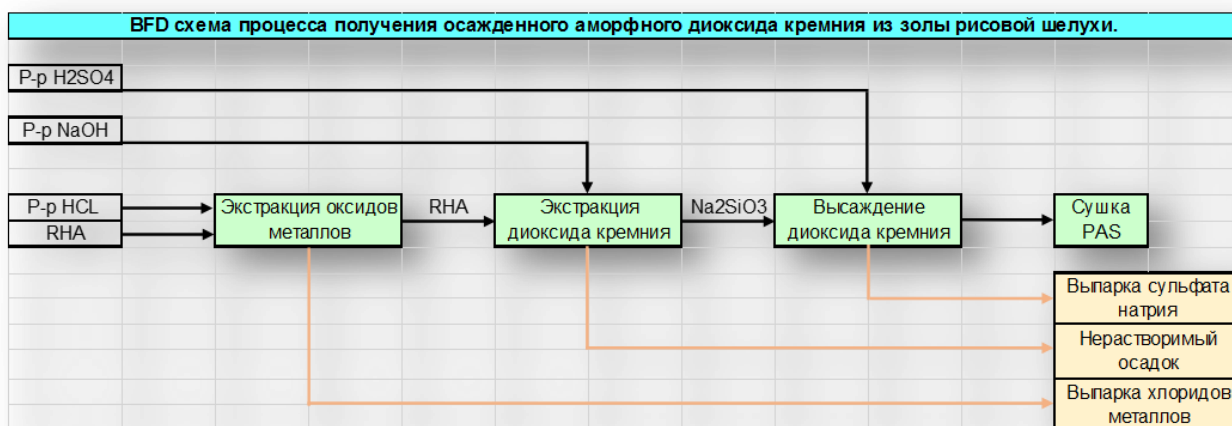 BFD схема процесса получения осажденного аморфного диоксида кремния из золы рисовой шелухи.
Р-р H2SO4
Р-р NaOH
Р-р HCL
RHA
Экстракция оксидов
металлов
RHA
Экстракция
диоксида кремния
Na2SiO3
Высаждение
диоксида кремния
Сушка
PAS
Выпарка сульфата
натрия
Нерастворимый
осадок
Выпарка хлоридов
металлов